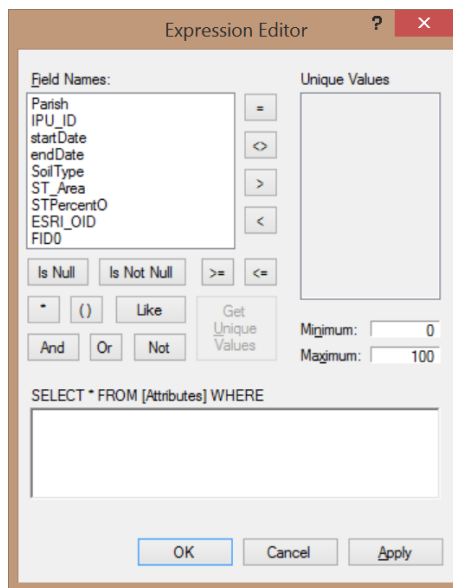 Expression Editor
?
×
Field Names:
Unique Values
Parish
IPU_ID
startDate
endDate
SoilType
ST_Area
STPercentO
ESRI_OID
FID0
=
<>
>
<
Is Null
Is Not Null
>=
<=
*
()
Like
Get
Unique
Values
And
Or
Not
Minimum:
0
Maximum:
100
SELECT * FROM [Attributes] WHERE
OK
Cancel
Apply